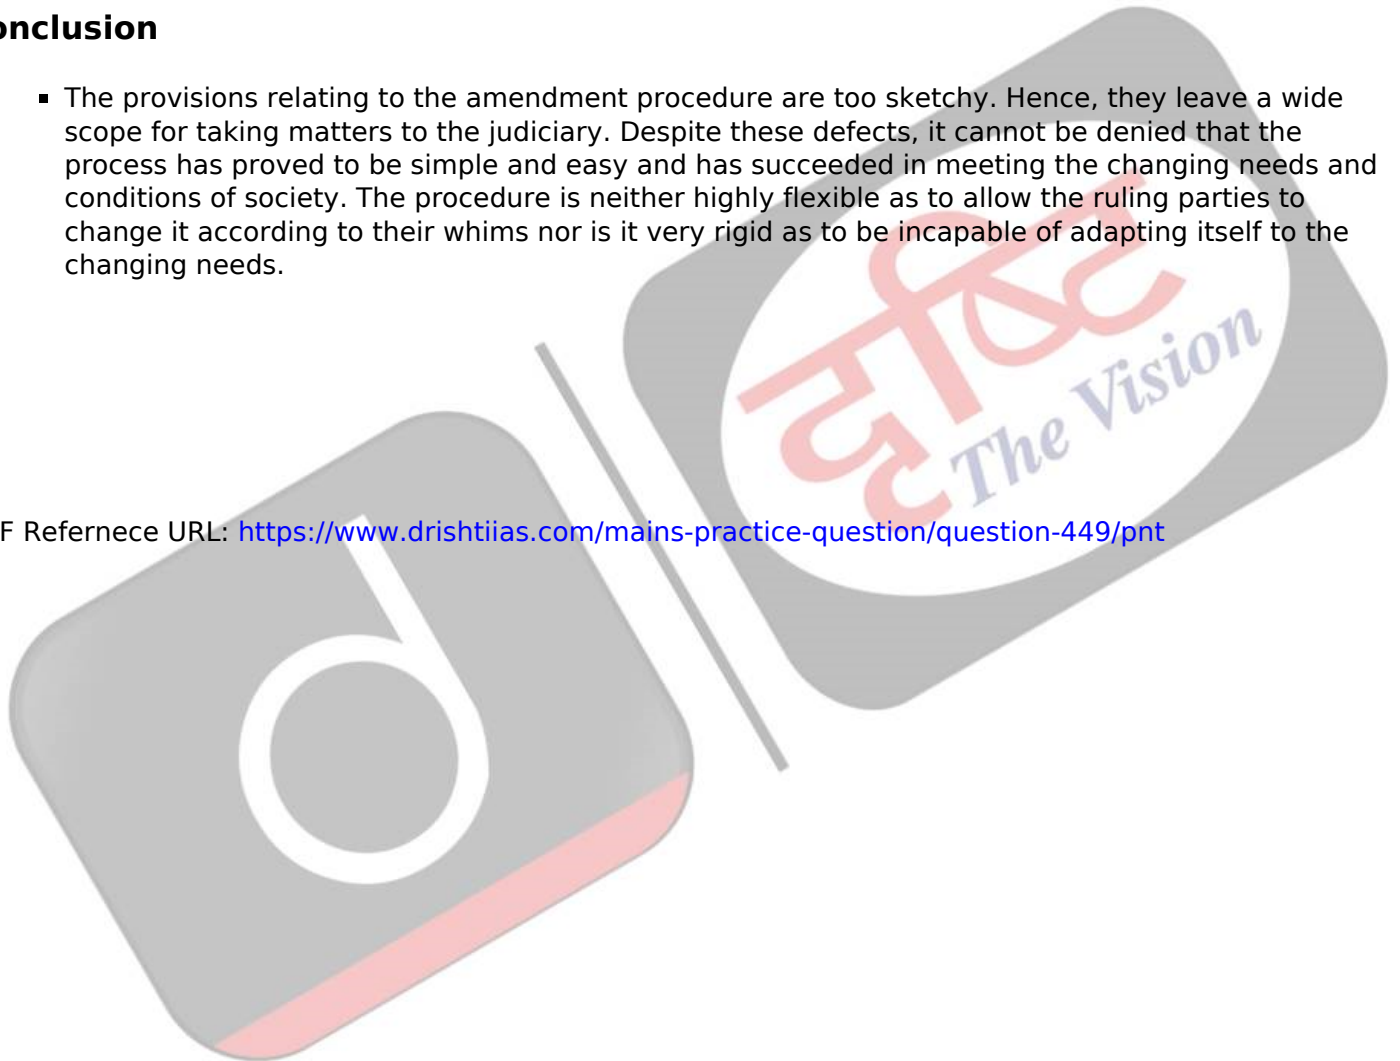 onclusion
▪ The provisions relating to the amendment procedure are too sketchy. Hence, they leave a wide
scope for taking matters to the judiciary. Despite these defects, it cannot be denied that the
process has proved to be simple and easy and has succeeded in meeting the changing needs and
conditions of society. The procedure is neither highly flexible as to allow the ruling parties to
change it according to their whims nor is it very rigid as to be incapable of adapting itself to the
changing needs.
दृष्टि
The Vision
F Refernece URL: https://www.drishtiias.com/mains-practice-question/question-449/pnt
d